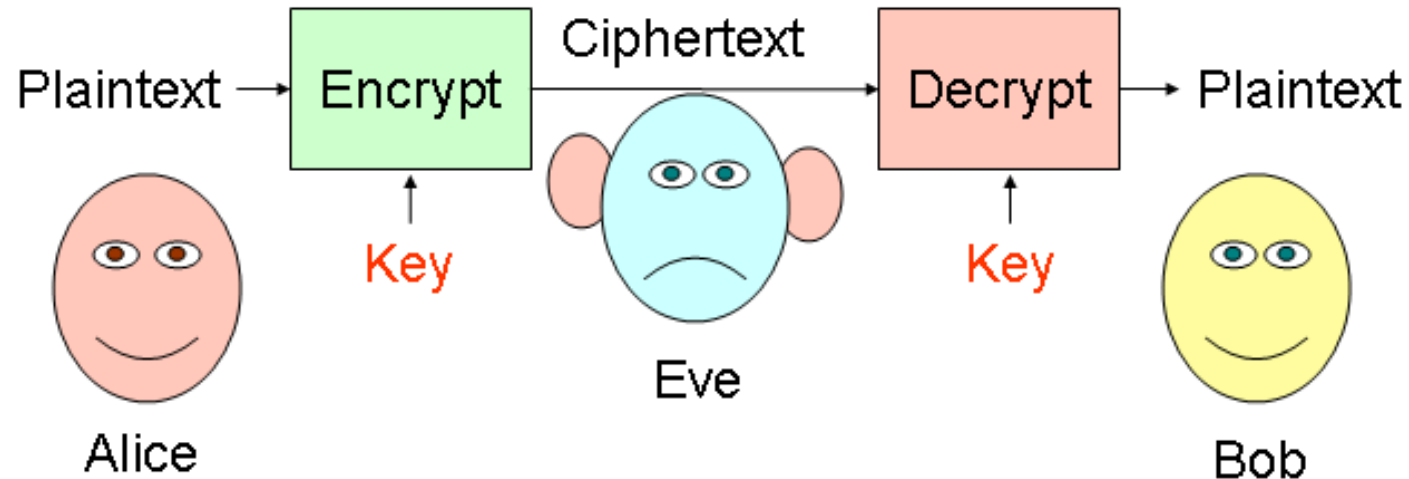 Ciphertext
Plaintext Encrypt Decrypt Plaintext
Key Key
Eve
Alice Bob